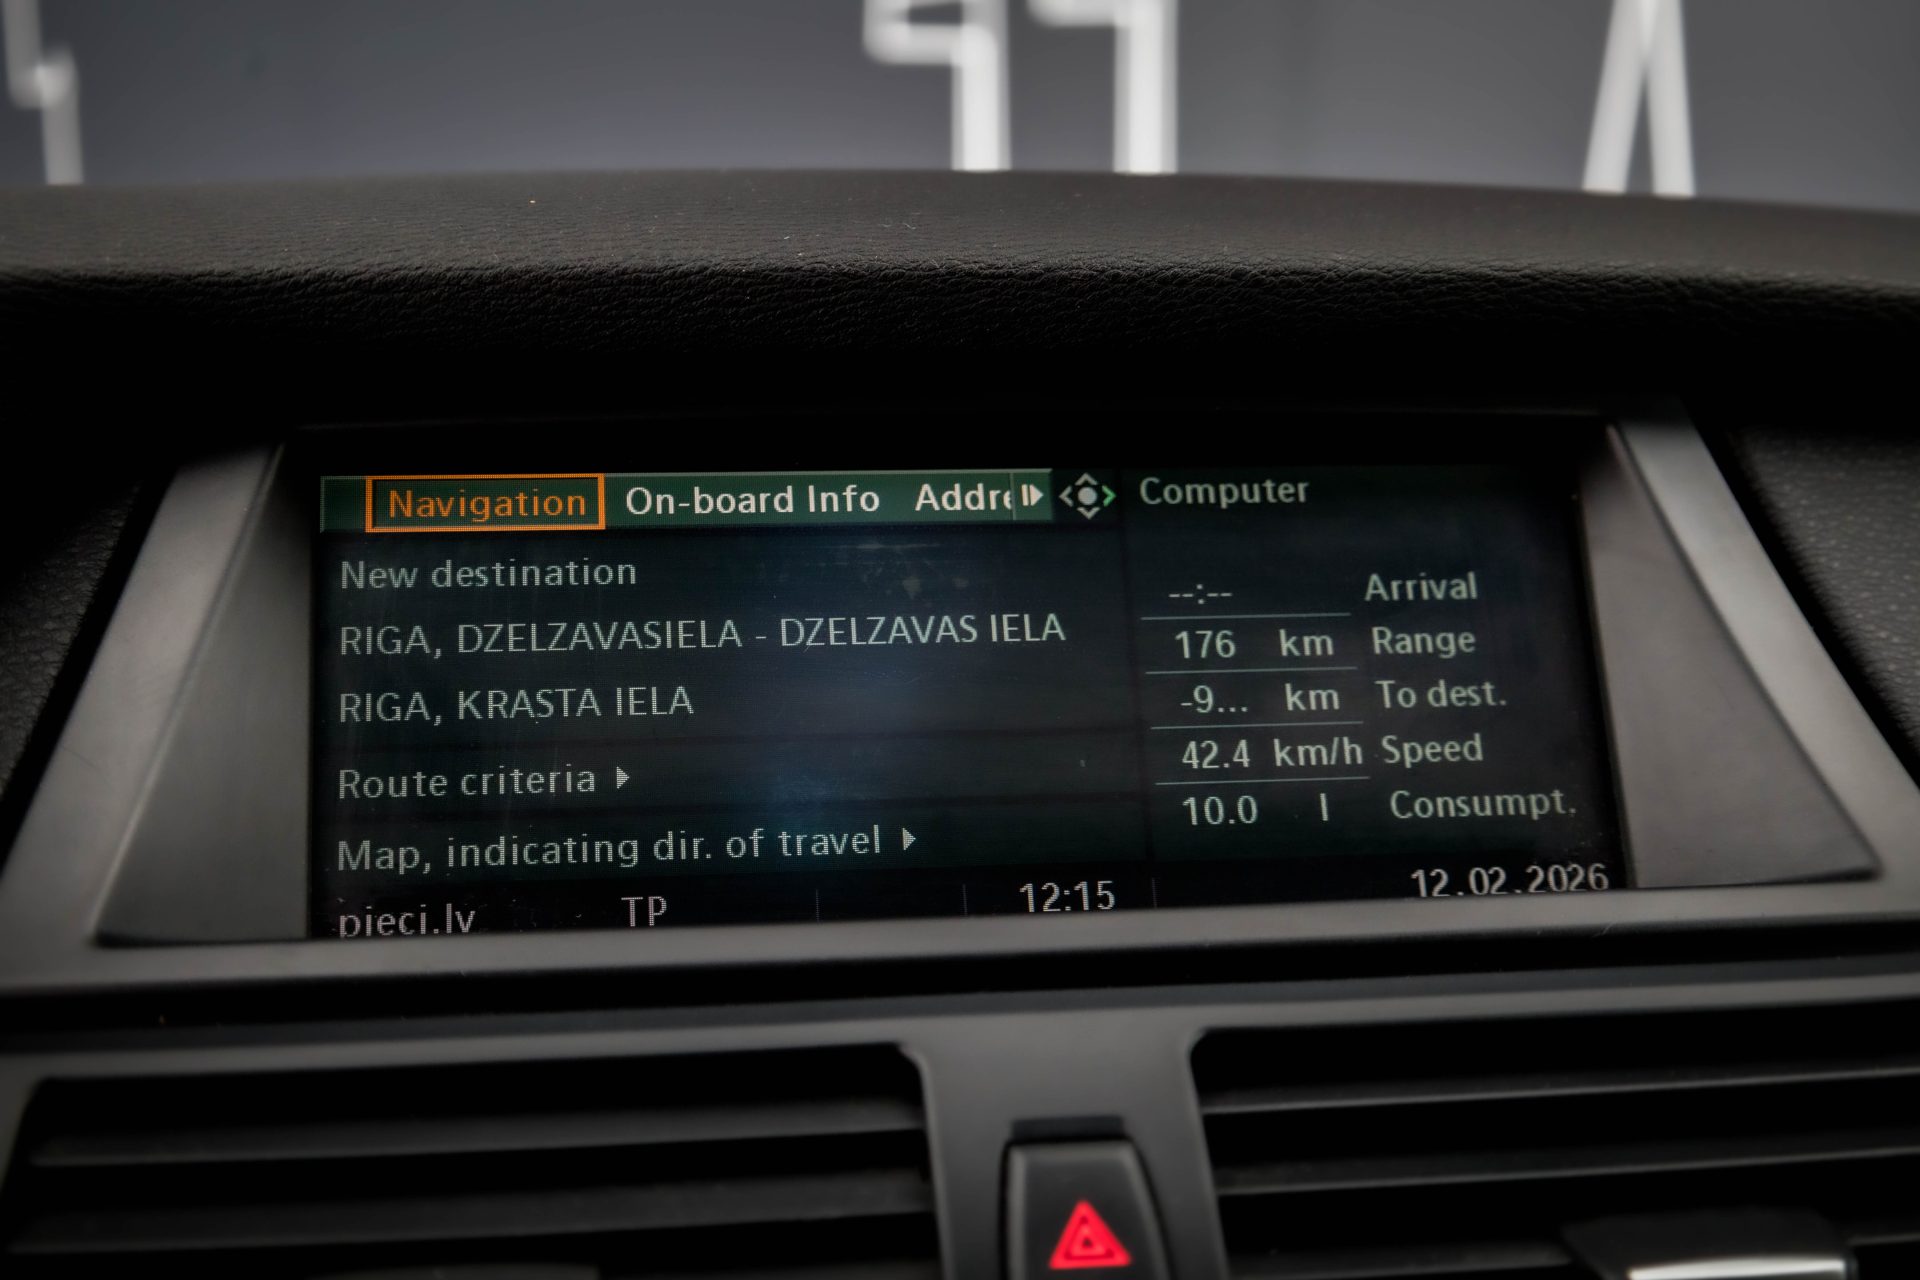 Navigation On-board Info Addre
New destination
RIGA, DZELZAVASIELA - DZELZAVAS IELA
RIGA, KRASTA IELA
Route criteria
Map, indicating dir. of travel
pieci.lv TP 12:15 12.02.2026
Computer
--:-- Arrival
176 km Range
-9... km To dest.
42.4 km/h Speed
10.0 l Consumpt.